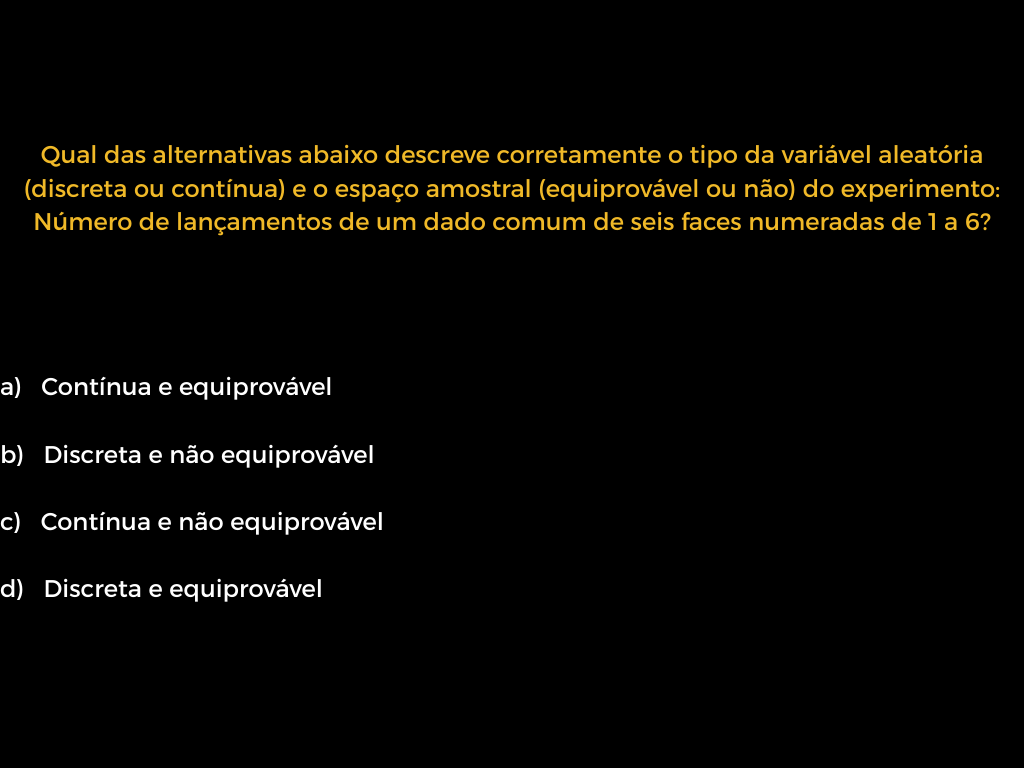 Qual das alternativas abaixo descreve corretamente o tipo da variável aleatória
(discreta ou contínua) e o espaço amostral (equiprovável ou não) do experimento:
Número de lançamentos de um dado comum de seis faces numeradas de 1 a 6?
a) Contínua e equiprovável
b) Discreta e não equiprovável
c) Contínua e não equiprovável
d) Discreta e equiprovável